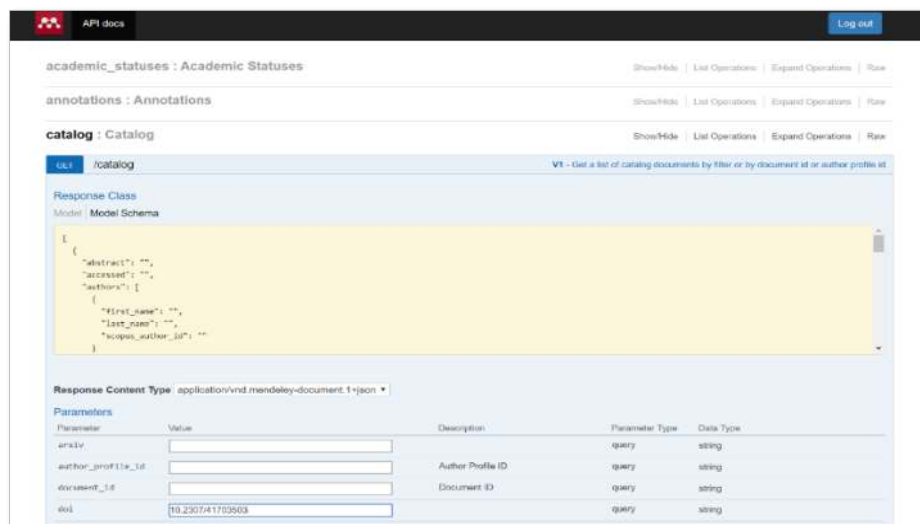 API docs Log out
academic_statuses : Academic Statuses Show/Hide | List Operations | Expand Operations | Raw
annotations : Annotations Show/Hide | List Operations | Expand Operations | Raw
catalog : Catalog Show/Hide | List Operations | Expand Operations | Raw
GET /catalog V1 - Get a list of catalog documents by filter or by document id or author profile id
Response Class
Model | Model Schema
[
{
"abstract": "",
"accessed": "",
"authors": [
{
"first_name": "",
"last_name": "",
"scopus_author_id": ""
}
Response Content Type application/vnd.mendeley-document.1+json
Parameters
Parameter Value Description Parameter Type Data Type
arxiv query string
author_profile_id Author Profile ID query string
document_id Document ID query string
doi 10.2307/41703503 query string